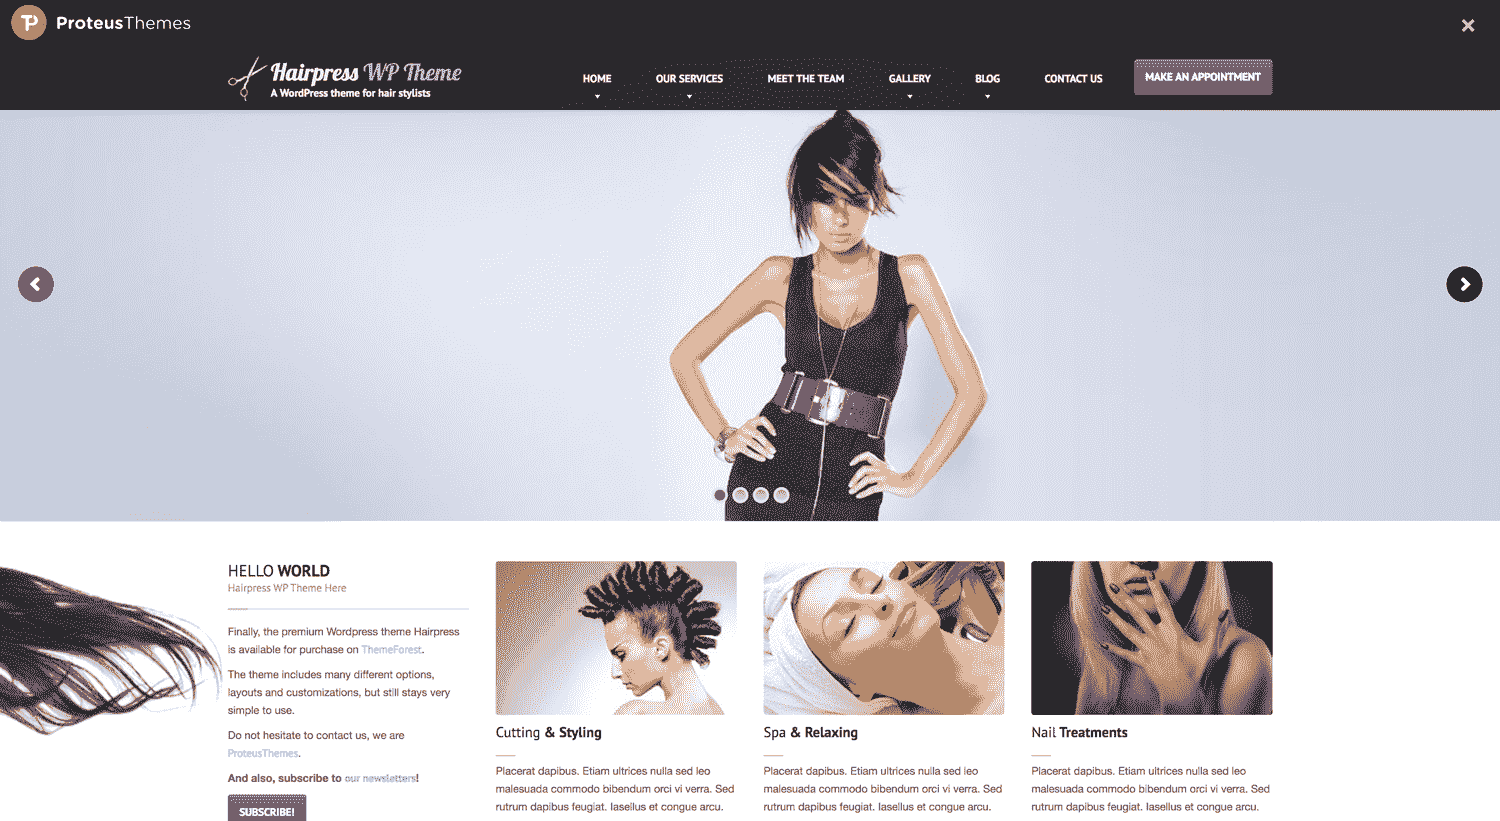 ProteusThemes
Hairpress WP Theme
A WordPress theme for hair stylists
HOME
OUR SERVICES
MEET THE TEAM
GALLERY
BLOG
CONTACT US
MAKE AN APPOINTMENT
HELLO WORLD
Hairpress WP Theme Here
Finally, the premium Wordpress theme Hairpress
is available for purchase on ThemeForest.
The theme includes many different options,
layouts and customizations, but still stays very
simple to use.
Do not hesitate to contact us, we are
ProteusThemes.
And also, subscribe to our newsletters!
SUBSCRIBE!
Cutting & Styling
Placerat dapibus. Etiam ultrices nulla sed leo
malesuada commodo bibendum orci vi verra. Sed
rutrum dapibus feugiat. Iasellus et congue arcu.
Spa & Relaxing
Placerat dapibus. Etiam ultrices nulla sed leo
malesuada commodo bibendum orci vi verra. Sed
rutrum dapibus feugiat. Iasellus et congue arcu.
Nail Treatments
Placerat dapibus. Etiam ultrices nulla sed leo
malesuada commodo bibendum orci vi verra. Sed
rutrum dapibus feugiat. Iasellus et congue arcu.